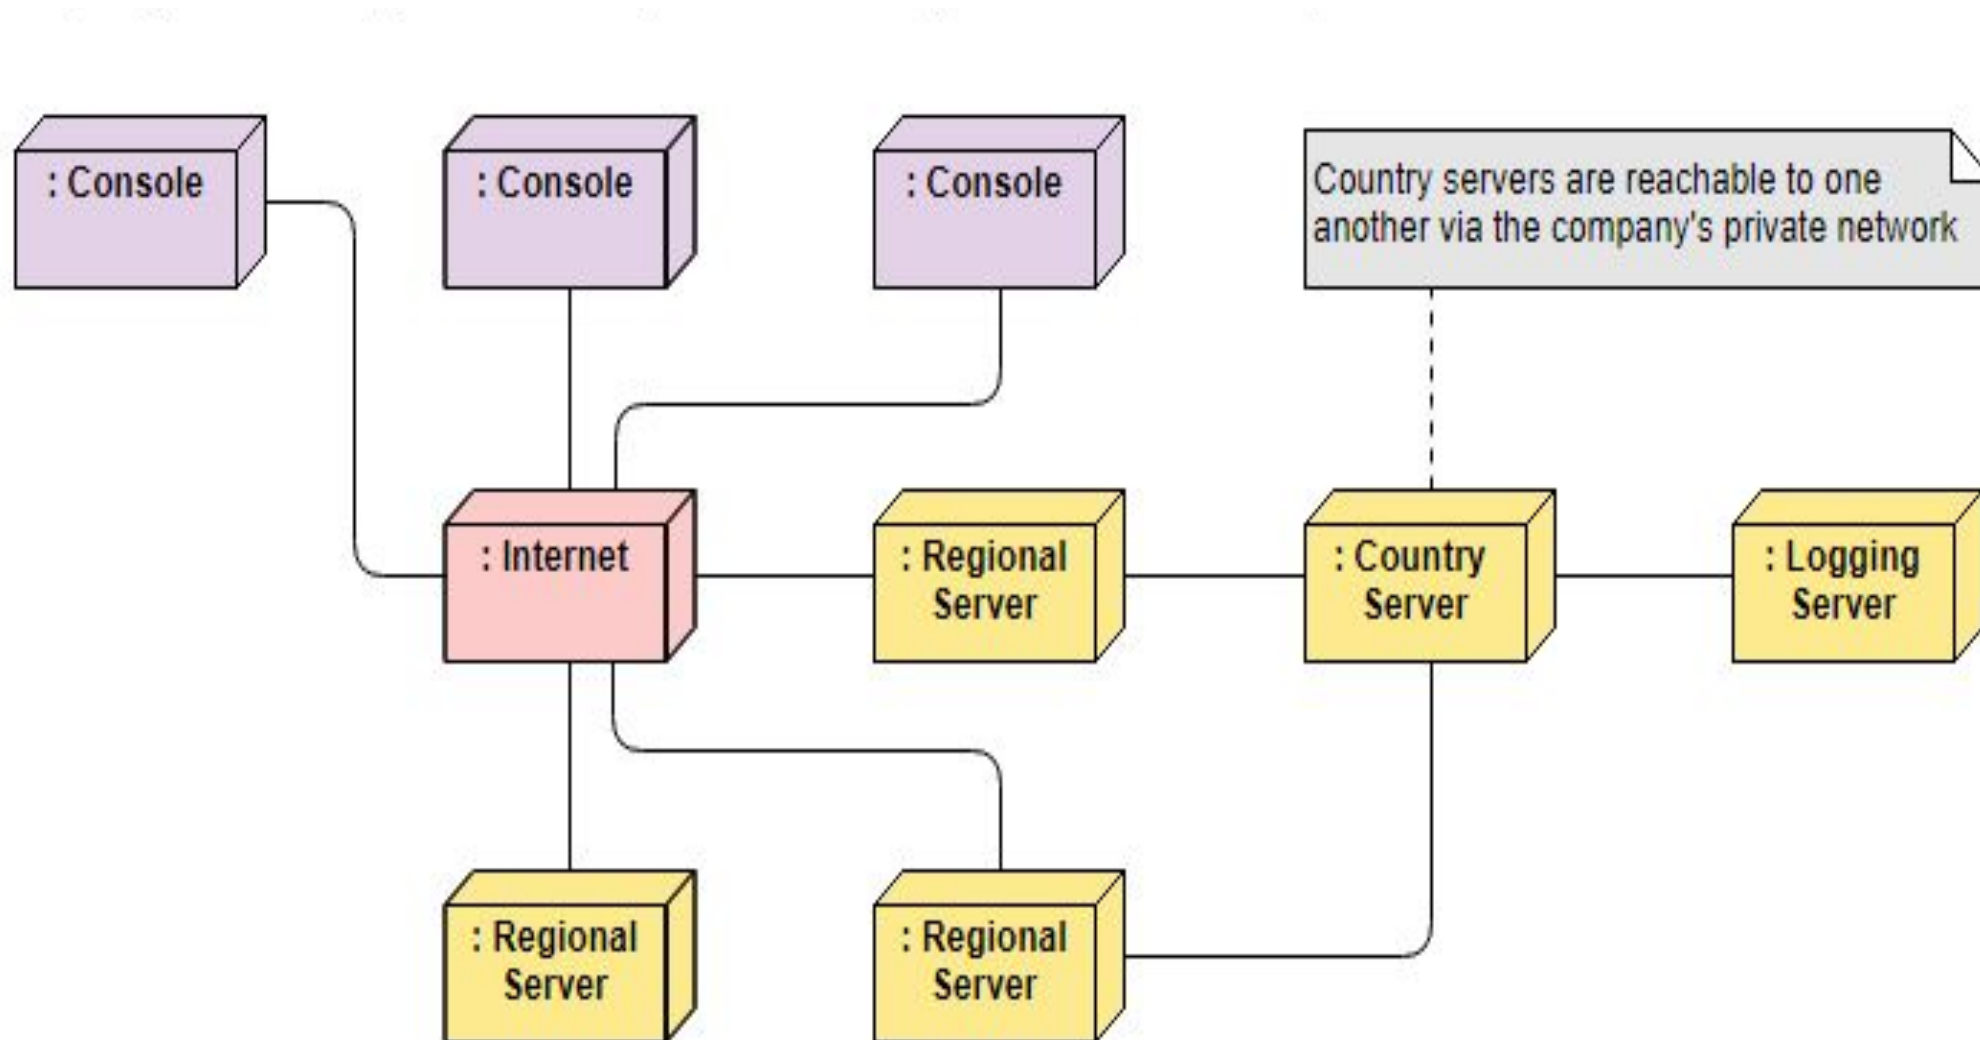 : Console
: Console
: Console
Country servers are reachable to one
another via the company's private network
: Internet
: Regional
Server
: Country
Server
: Logging
Server
: Regional
Server
: Regional
Server